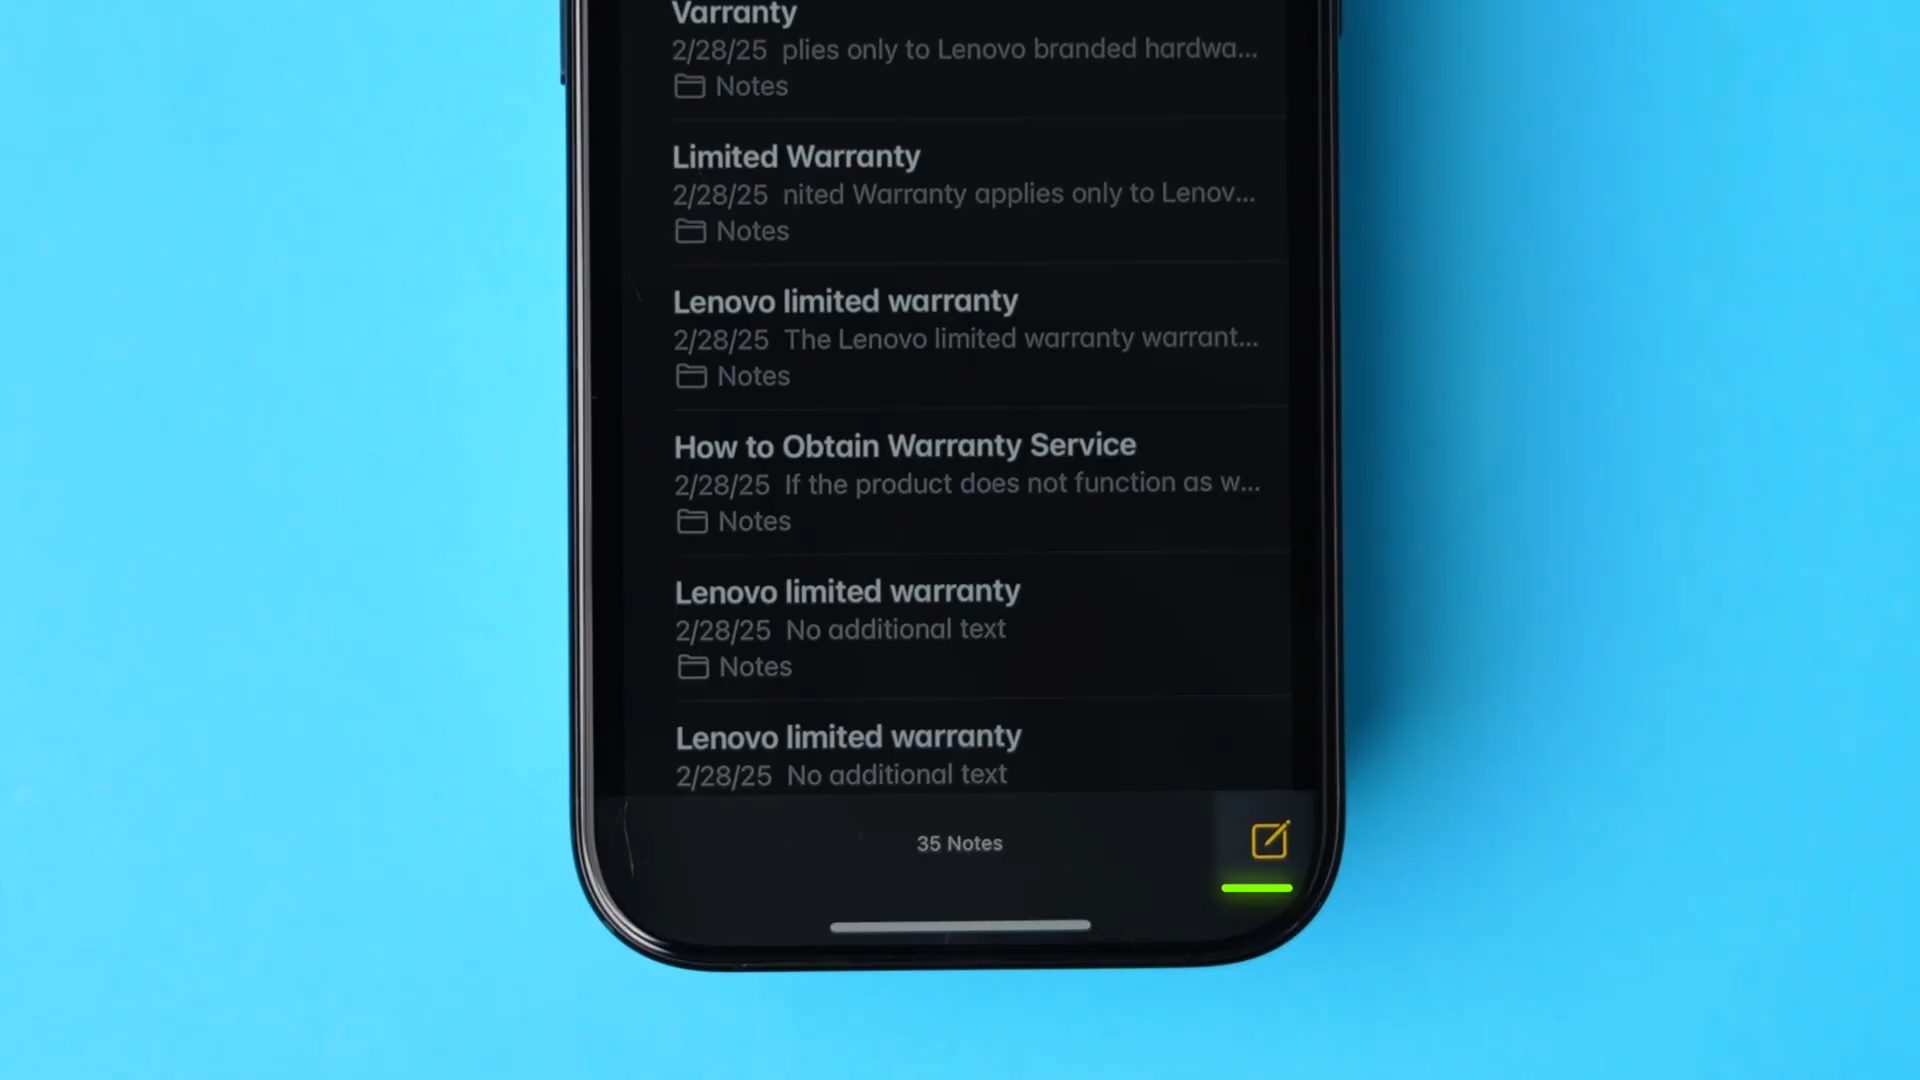 Varranty
2/28/25 plies only to Lenovo branded hardwa...
Notes
Limited Warranty
2/28/25 nited Warranty applies only to Lenov...
Notes
Lenovo limited warranty
2/28/25 The Lenovo limited warranty warrant...
Notes
How to Obtain Warranty Service
2/28/25 If the product does not function as w...
Notes
Lenovo limited warranty
2/28/25 No additional text
Notes
Lenovo limited warranty
2/28/25 No additional text
35 Notes